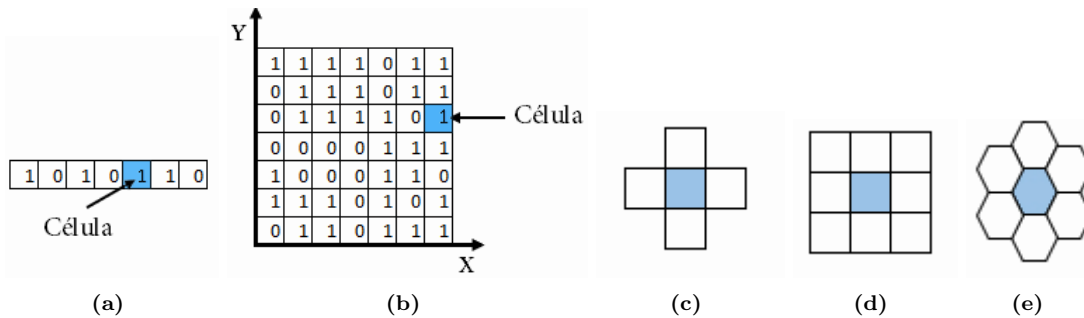 1 0 1 0 1 1 0
Célula
(a)
Y
1 1 1 1 0 1 1
0 1 1 1 0 1 1
0 1 1 1 1 0 1
0 0 0 0 1 1 1
1 0 0 0 1 1 0
1 1 1 0 1 0 1
0 1 1 0 1 1 1
Célula
X
(b)
(c)
(d)
(e)